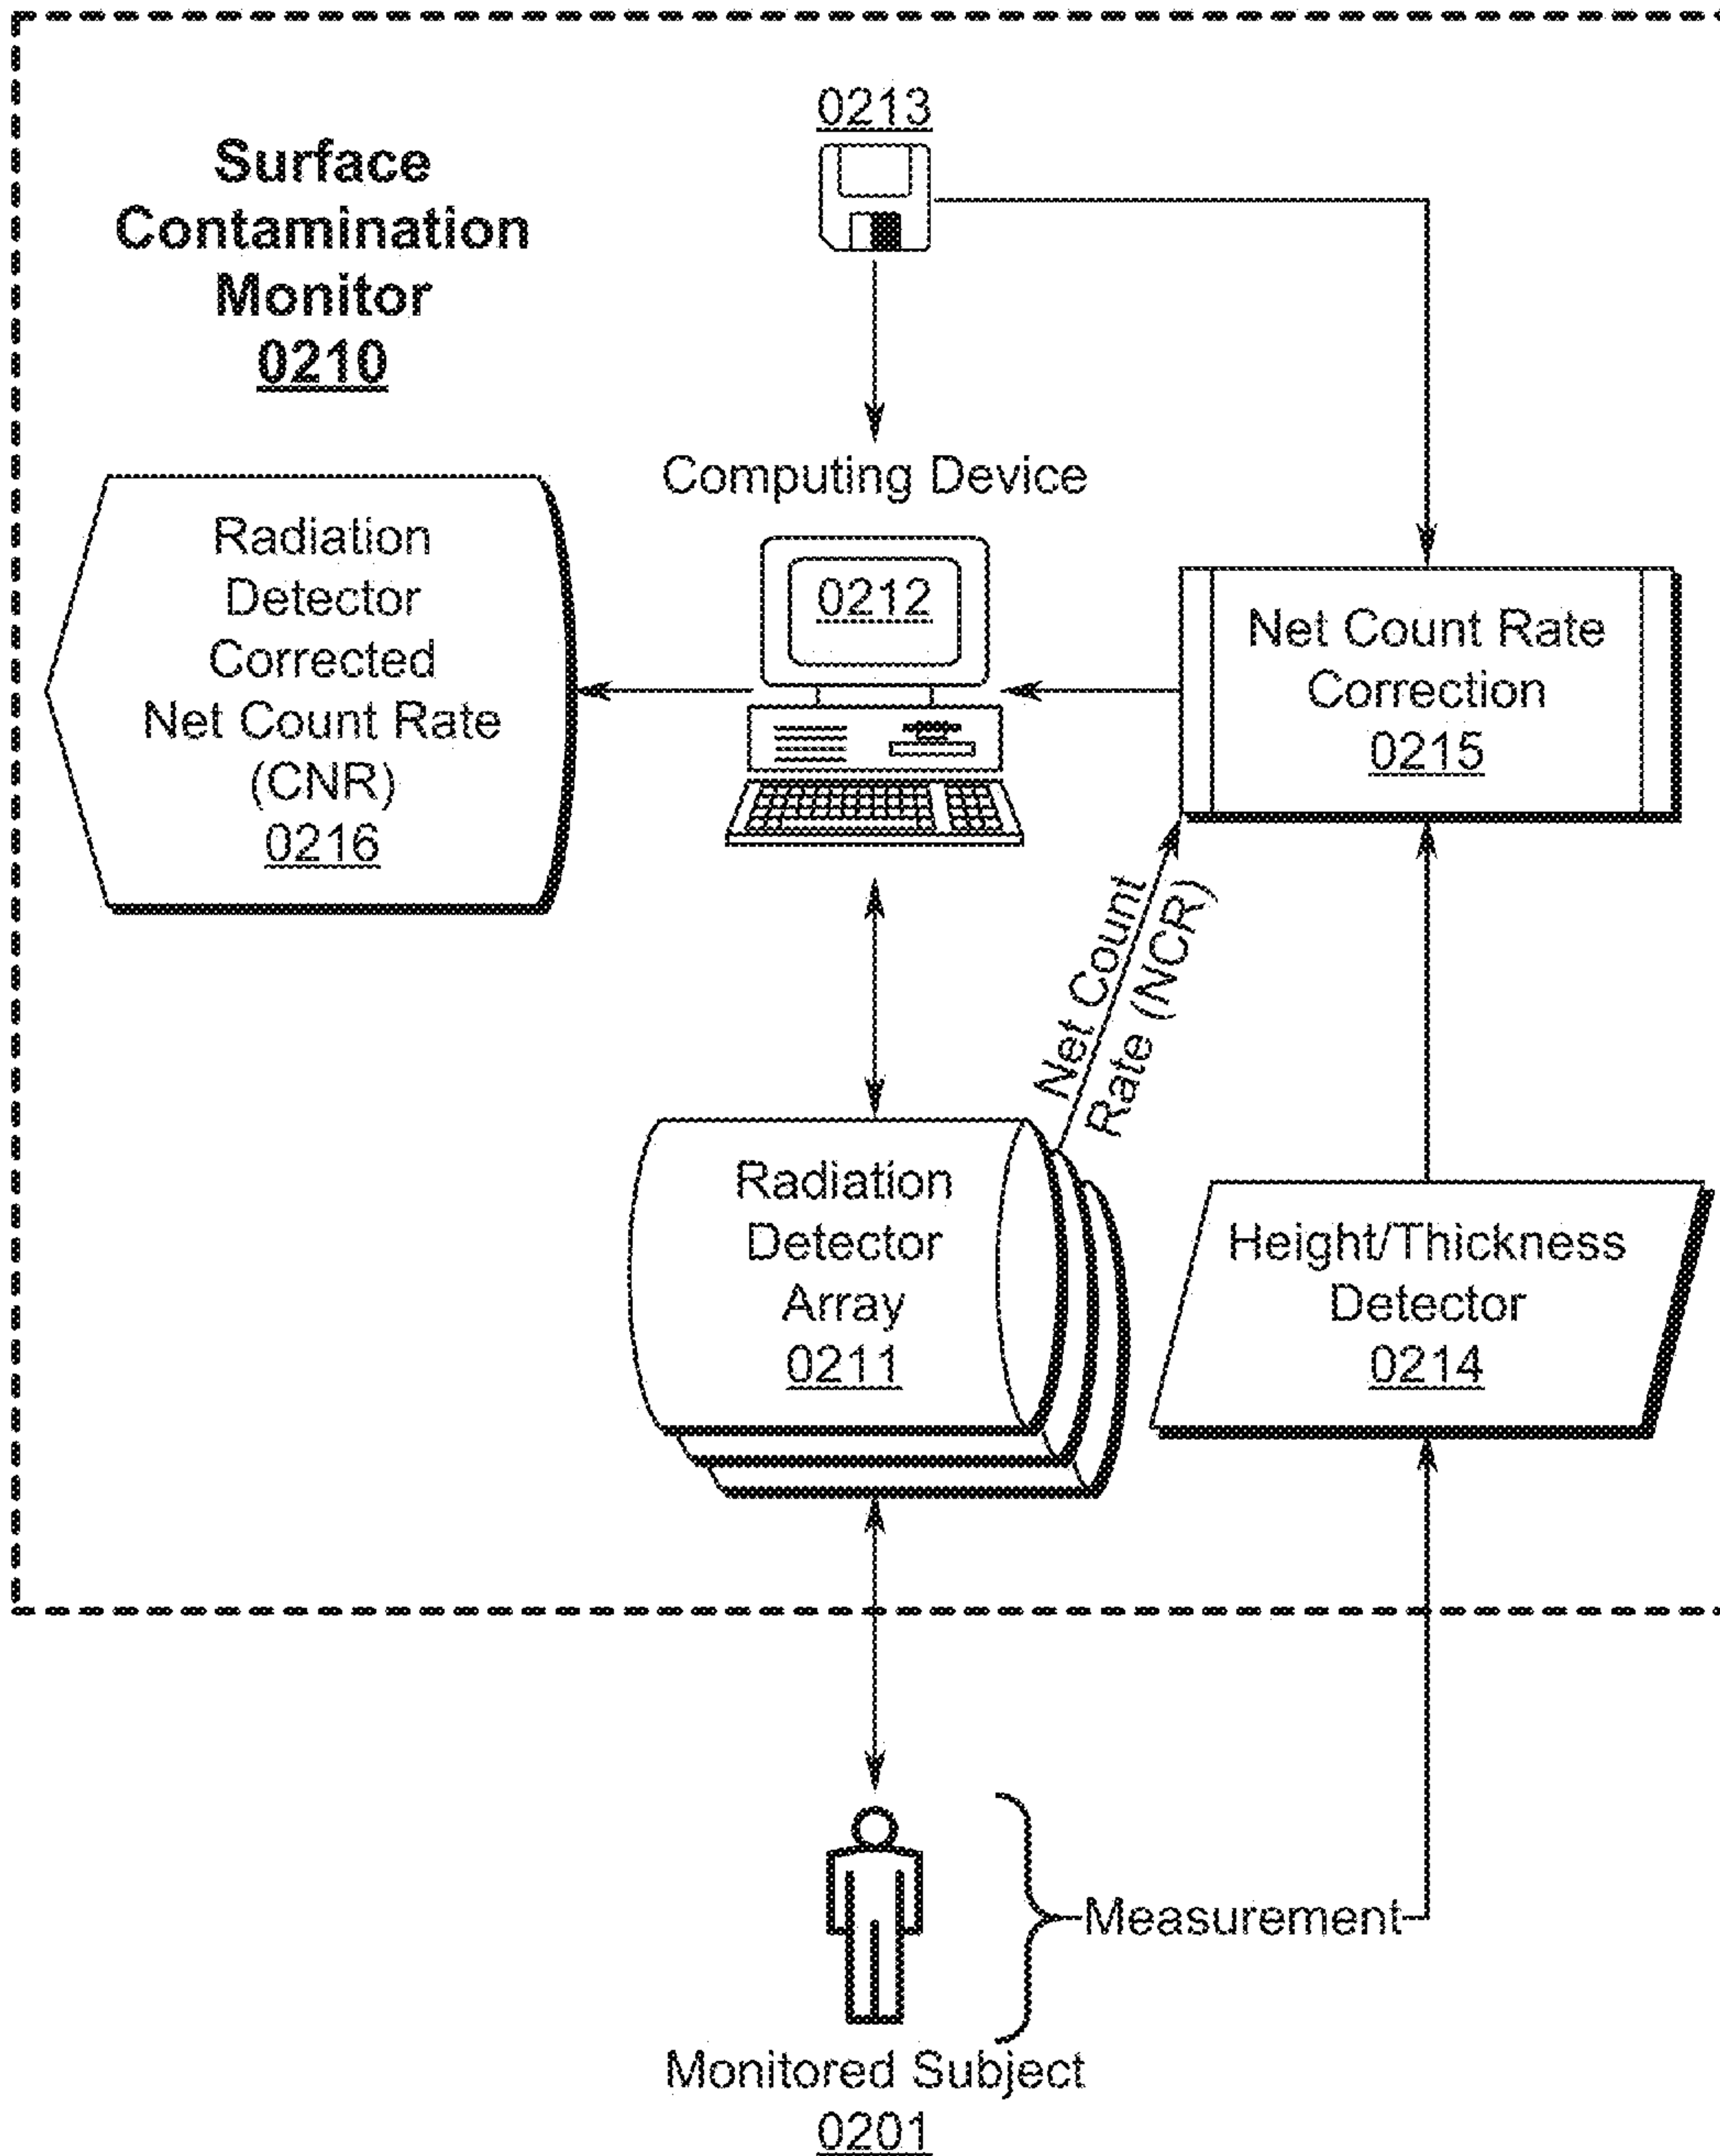 0213
Surface
Contamination
Monitor
0210
Computing Device
0212
Radiation
Detector
Corrected
Net Count Rate
(CNR)
0216
Net Count Rate
Correction
0215
Net Count
Rate (NCR)
Radiation
Detector
Array
0211
Height/Thickness
Detector
0214
Measurement
Monitored Subject
0201